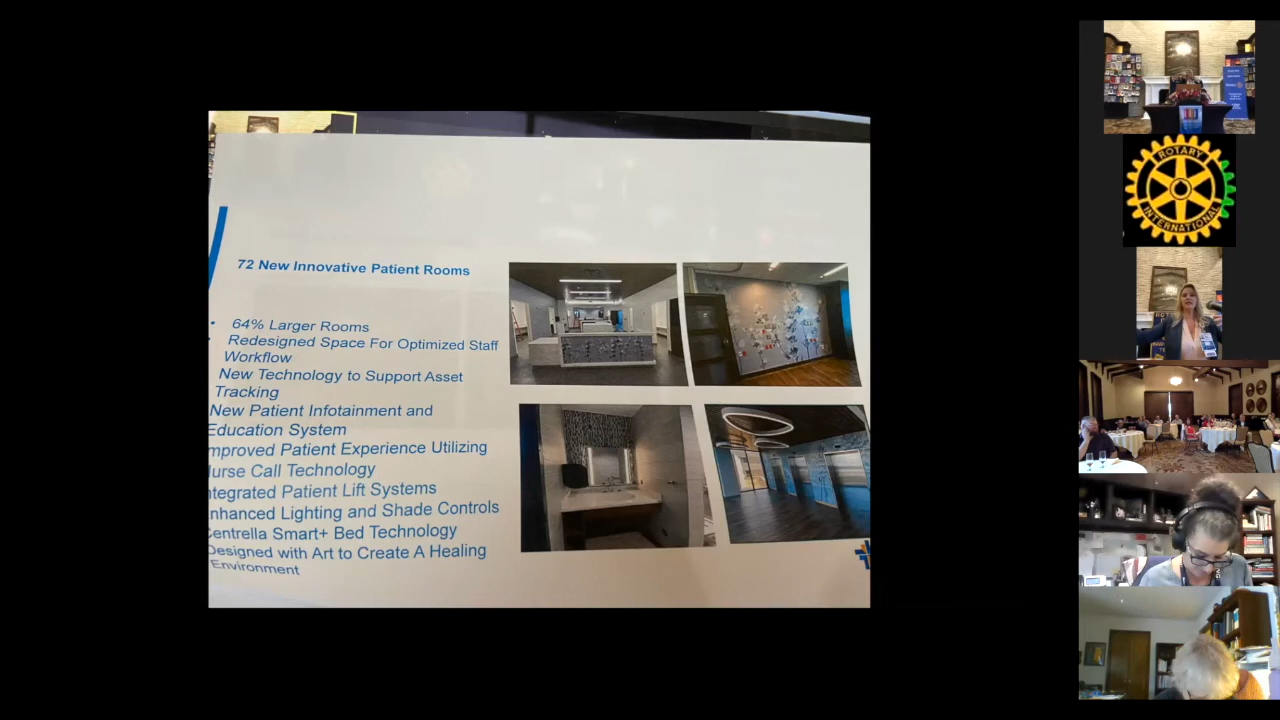 72 New Innovative Patient Rooms
• 64% Larger Rooms
Redesigned Space For Optimized Staff
Workflow
New Technology to Support Asset
Tracking
New Patient Infotainment and
Education System
mproved Patient Experience Utilizing
urse Call Technology
ntegrated Patient Lift Systems
nhanced Lighting and Shade Controls
entrella Smart+ Bed Technology
Designed with Art to Create A Healing
Environment
ROTARY
INTERNATIONAL